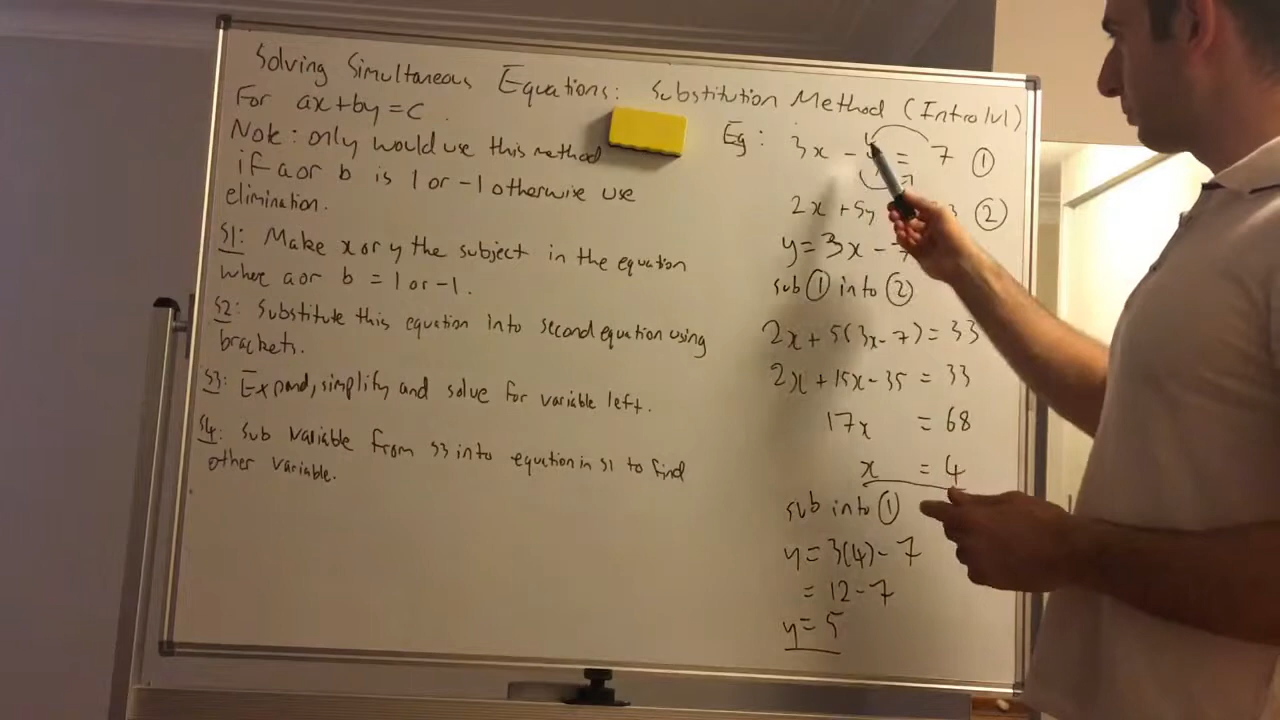 Solving Simultaneous Equations: Substitution Method (Intro lvl)
For ax+by=c.
Note: only would use this method
if a or b is 1 or -1 otherwise use
elimination.
S1: Make x or y the subject in the equation
where a or b = 1 or -1.
S2: Substitute this equation into second equation using
brackets.
S3: Expand, simplify and solve for variable left.
S4: Sub variable from S3 into equation in S1 to find
other variable.
Eg: 3x - = 7 ①
2x +5y 3 ②
y=3x-7
sub ① into ②
2x+5(3x-7)=33
2x+15x-35 = 33
17x = 68
x = 4
sub into ①
y=3(4)-7
= 12-7
y=5